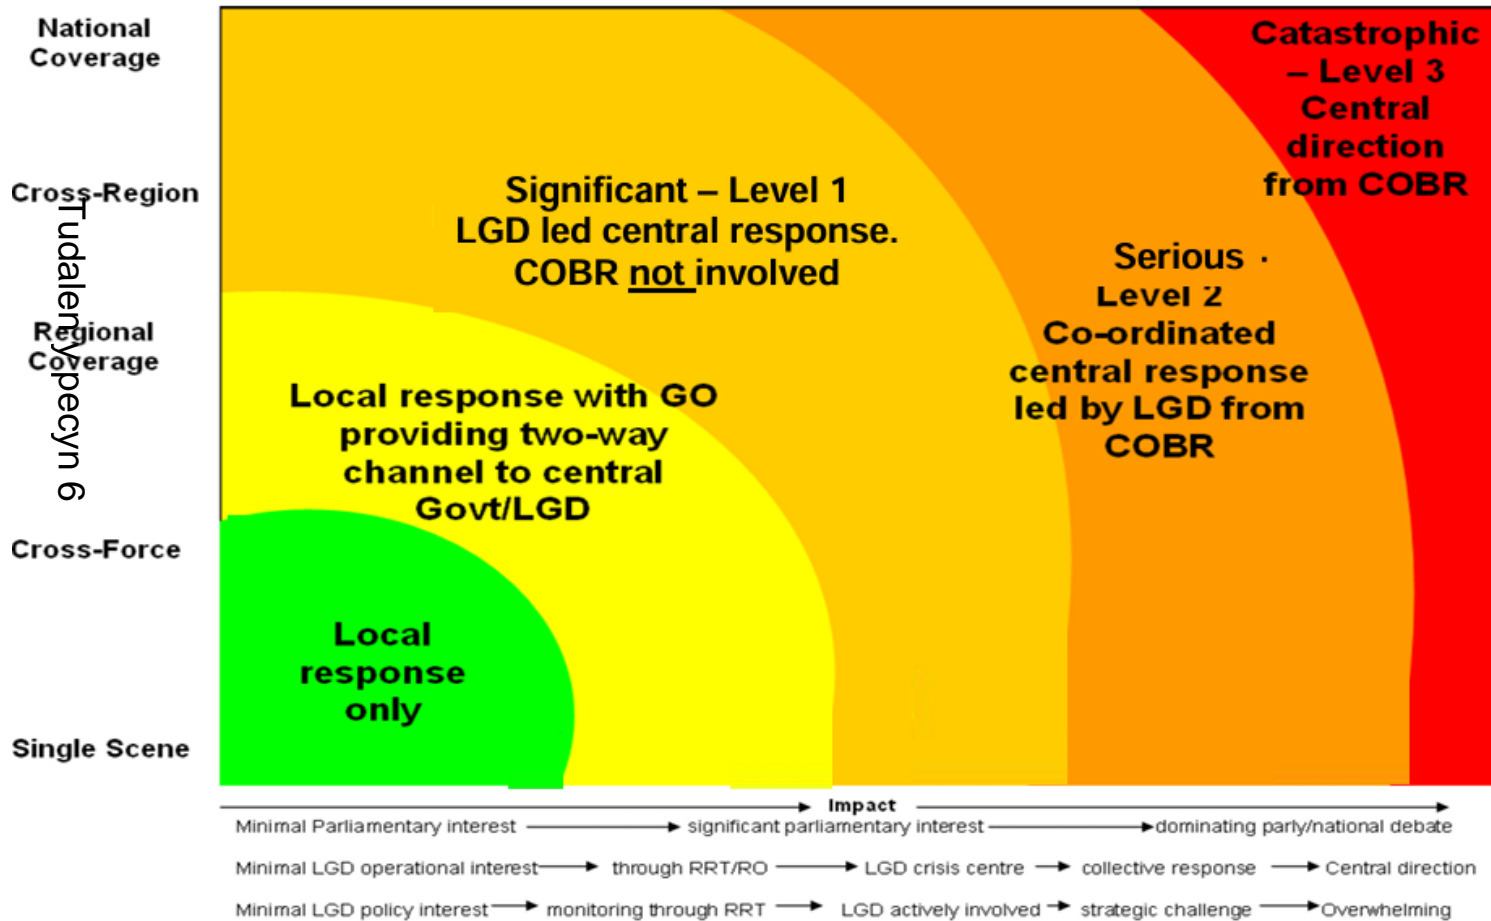 National
Coverage
Cross-Region
Regional
Coverage
Cross-Force
Single Scene
Tudalen y pecyn 6
Catastrophic
– Level 3
Central
direction
from COBR
Significant – Level 1
LGD led central response.
COBR not involved
Serious
Level 2
Co-ordinated
central response
led by LGD from
COBR
Local response with GO
providing two-way
channel to central
Govt/LGD
Local
response
only
Impact
Minimal Parliamentary interest significant parliamentary interest dominating parly/national debate
Minimal LGD operational interest through RRT/RO LGD crisis centre collective response Central direction
Minimal LGD policy interest monitoring through RRT LGD actively involved strategic challenge Overwhelming